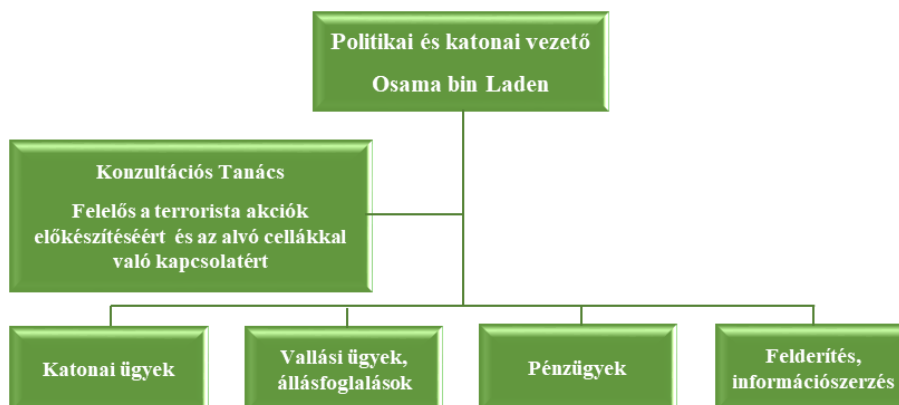 Politikai és katonai vezető
Osama bin Laden
Konzultációs Tanács
Felelős a terrorista akciók
előkészítéséért és az alvó cellákkal
való kapcsolatért
Katonai ügyek
Vallási ügyek,
állásfoglalások
Pénzügyek
Felderítés,
információszerzés